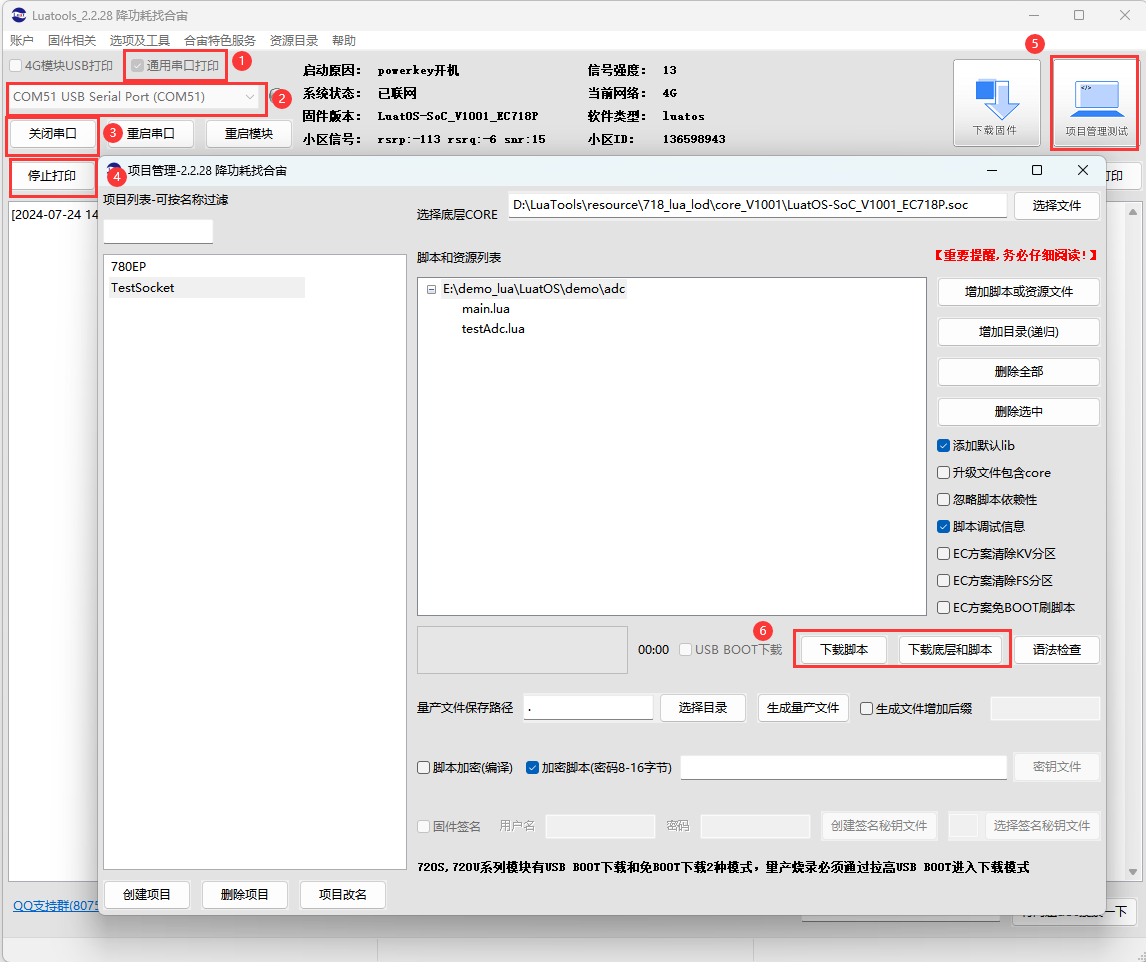 Luatools_2.2.28 降功耗找合宙
账户 固件相关 选项及工具 合宙特色服务 资源目录 帮助
4G模块USB打印 通用串口打印 1
COM51 USB Serial Port (COM51) 2
关闭串口 3 重启串口 重启模块
停止打印
启动原因: powerkey开机 信号强度: 13
系统状态: 已联网 当前网络: 4G
固件版本: LuatOS-SoC_V1001_EC718P 软件类型: luatos
小区信号: rsrp:-113 rsrq:-6 snr:15 小区ID: 136598943
5
下载固件 项目管理测试
打印
[2024-07-24 14
4 项目管理-2.2.28 降功耗找合宙
项目列表-可按名称过滤
780EP
TestSocket
选择底层CORE D:\LuaTools\resource\718_lua_lod\core_V1001\LuatOS-SoC_V1001_EC718P.soc 选择文件
脚本和资源列表 【重要提醒,务必仔细阅读!】
E:\demo_lua\LuatOS\demo\adc
main.lua
testAdc.lua
增加脚本或资源文件
增加目录(递归)
删除全部
删除选中
添加默认lib
升级文件包含core
忽略脚本依赖性
脚本调试信息
EC方案清除KV分区
EC方案清除FS分区
EC方案免BOOT刷脚本
6
00:00 USB BOOT下载 下载脚本 下载底层和脚本 语法检查
量产文件保存路径 . 选择目录 生成量产文件 生成文件增加后缀
脚本加密(编译) 加密脚本(密码8-16字节) 密钥文件
固件签名 用户名 密码 创建签名秘钥文件 选择签名秘钥文件
720S,720U系列模块有USB BOOT下载和免BOOT下载2种模式，量产烧录必须通过拉高USB BOOT进入下载模式
创建项目 删除项目 项目改名
QQ支持群(8075
一下